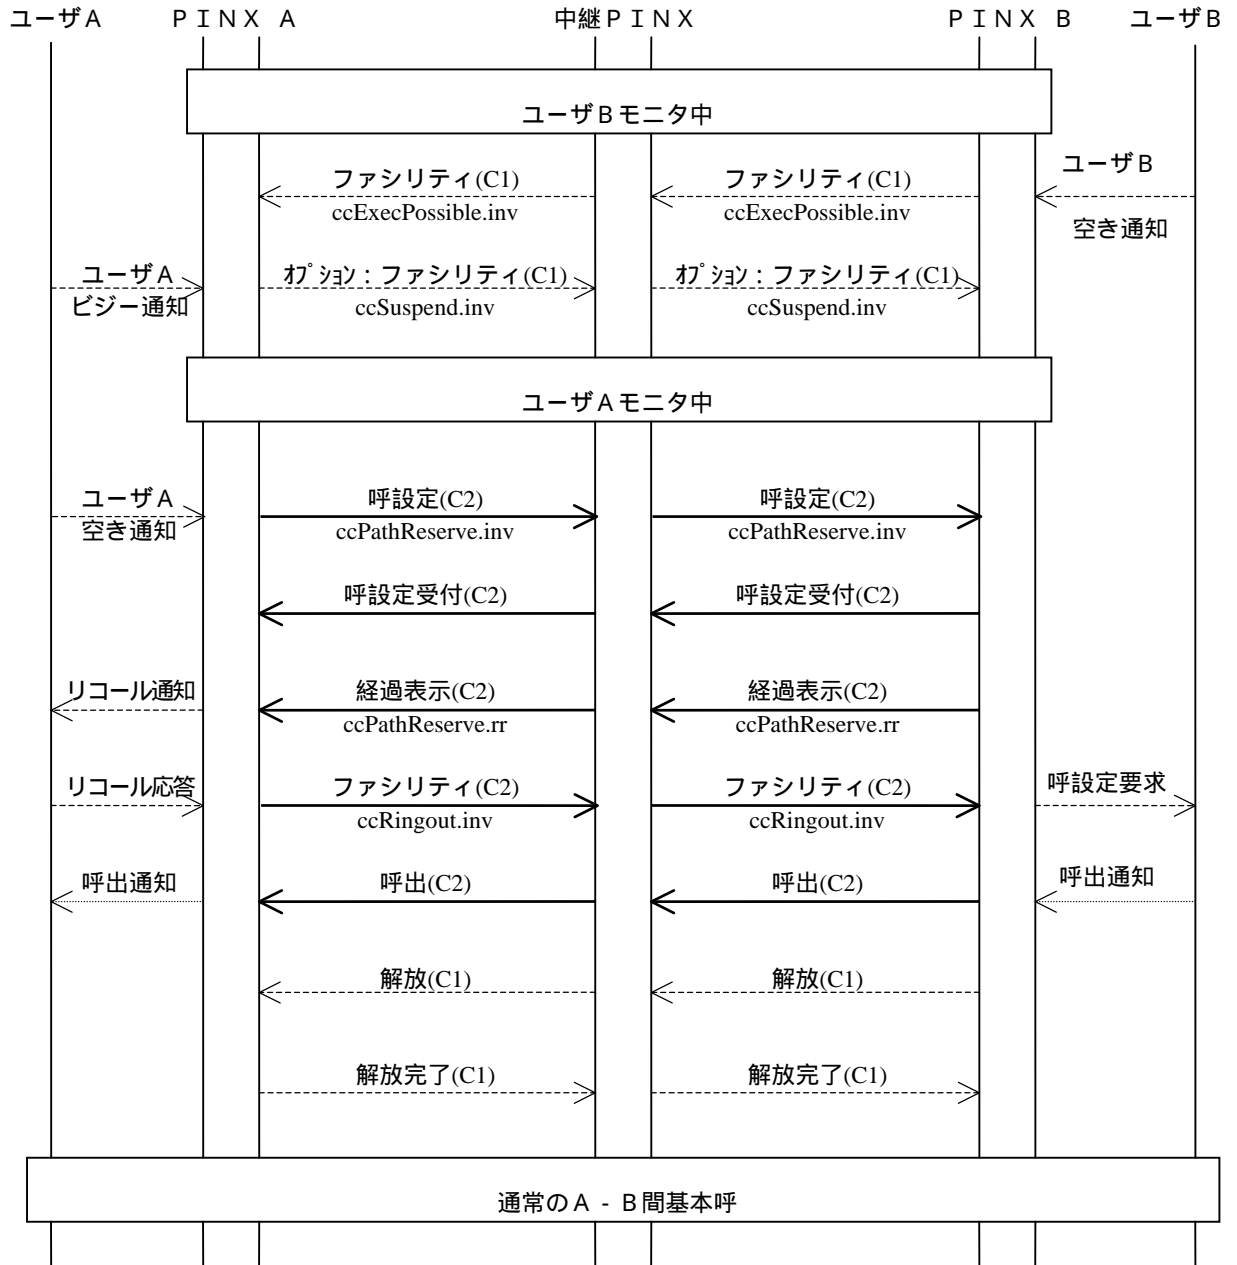 ユーザA　ＰＩＮＸ A　中継ＰＩＮＸ　ＰＩＮＸ B　ユーザB
ユーザBモニタ中
ファシリティ(C1)　ファシリティ(C1)　ユーザB
ccExecPossible.inv　ccExecPossible.inv　空き通知
ユーザA　ｵﾌﾟｼｮﾝ：ファシリティ(C1)　ｵﾌﾟｼｮﾝ：ファシリティ(C1)
ビジー通知　ccSuspend.inv　ccSuspend.inv
ユーザAモニタ中
ユーザA　呼設定(C2)　呼設定(C2)
空き通知　ccPathReserve.inv　ccPathReserve.inv
呼設定受付(C2)　呼設定受付(C2)
リコール通知　経過表示(C2)　経過表示(C2)
ccPathReserve.rr　ccPathReserve.rr
リコール応答　ファシリティ(C2)　ファシリティ(C2)　呼設定要求
ccRingout.inv　ccRingout.inv
呼出通知　呼出(C2)　呼出(C2)　呼出通知
解放(C1)　解放(C1)
解放完了(C1)　解放完了(C1)
通常のA - B間基本呼